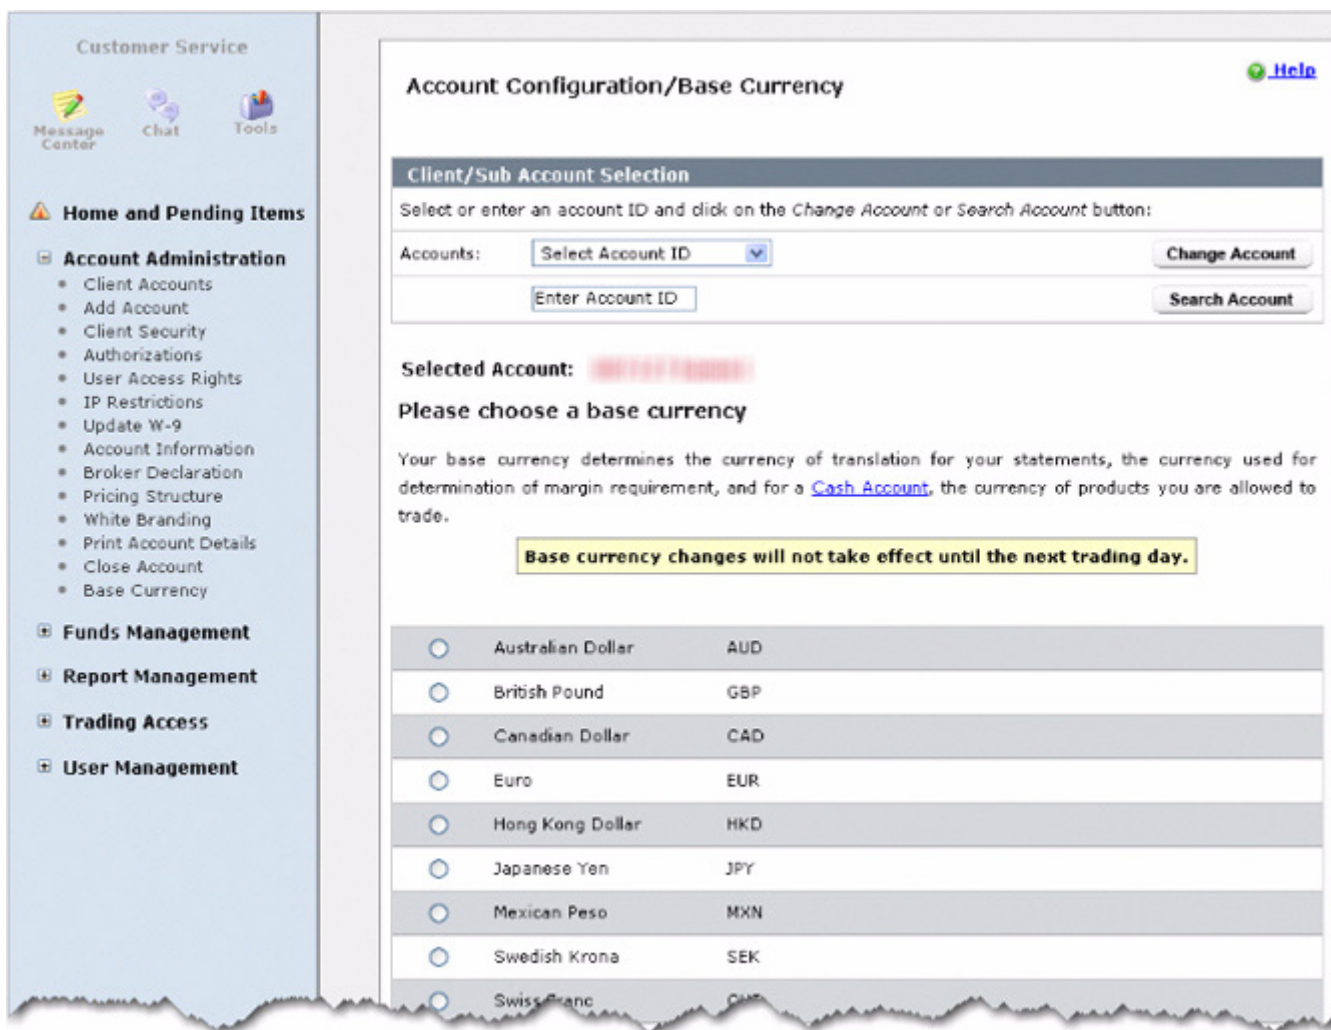 Customer Service
Message Center
Chat
Tools
Home and Pending Items
Account Administration
Client Accounts
Add Account
Client Security
Authorizations
User Access Rights
IP Restrictions
Update W-9
Account Information
Broker Declaration
Pricing Structure
White Branding
Print Account Details
Close Account
Base Currency
Funds Management
Report Management
Trading Access
User Management
Account Configuration/Base Currency
Help
Client/Sub Account Selection
Select or enter an account ID and click on the Change Account or Search Account button:
Accounts: Select Account ID Change Account
Enter Account ID Search Account
Selected Account:
Please choose a base currency
Your base currency determines the currency of translation for your statements, the currency used for
determination of margin requirement, and for a Cash Account, the currency of products you are allowed to
trade.
Base currency changes will not take effect until the next trading day.
Australian Dollar AUD
British Pound GBP
Canadian Dollar CAD
Euro EUR
Hong Kong Dollar HKD
Japanese Yen JPY
Mexican Peso MXN
Swedish Krona SEK
Swiss Franc